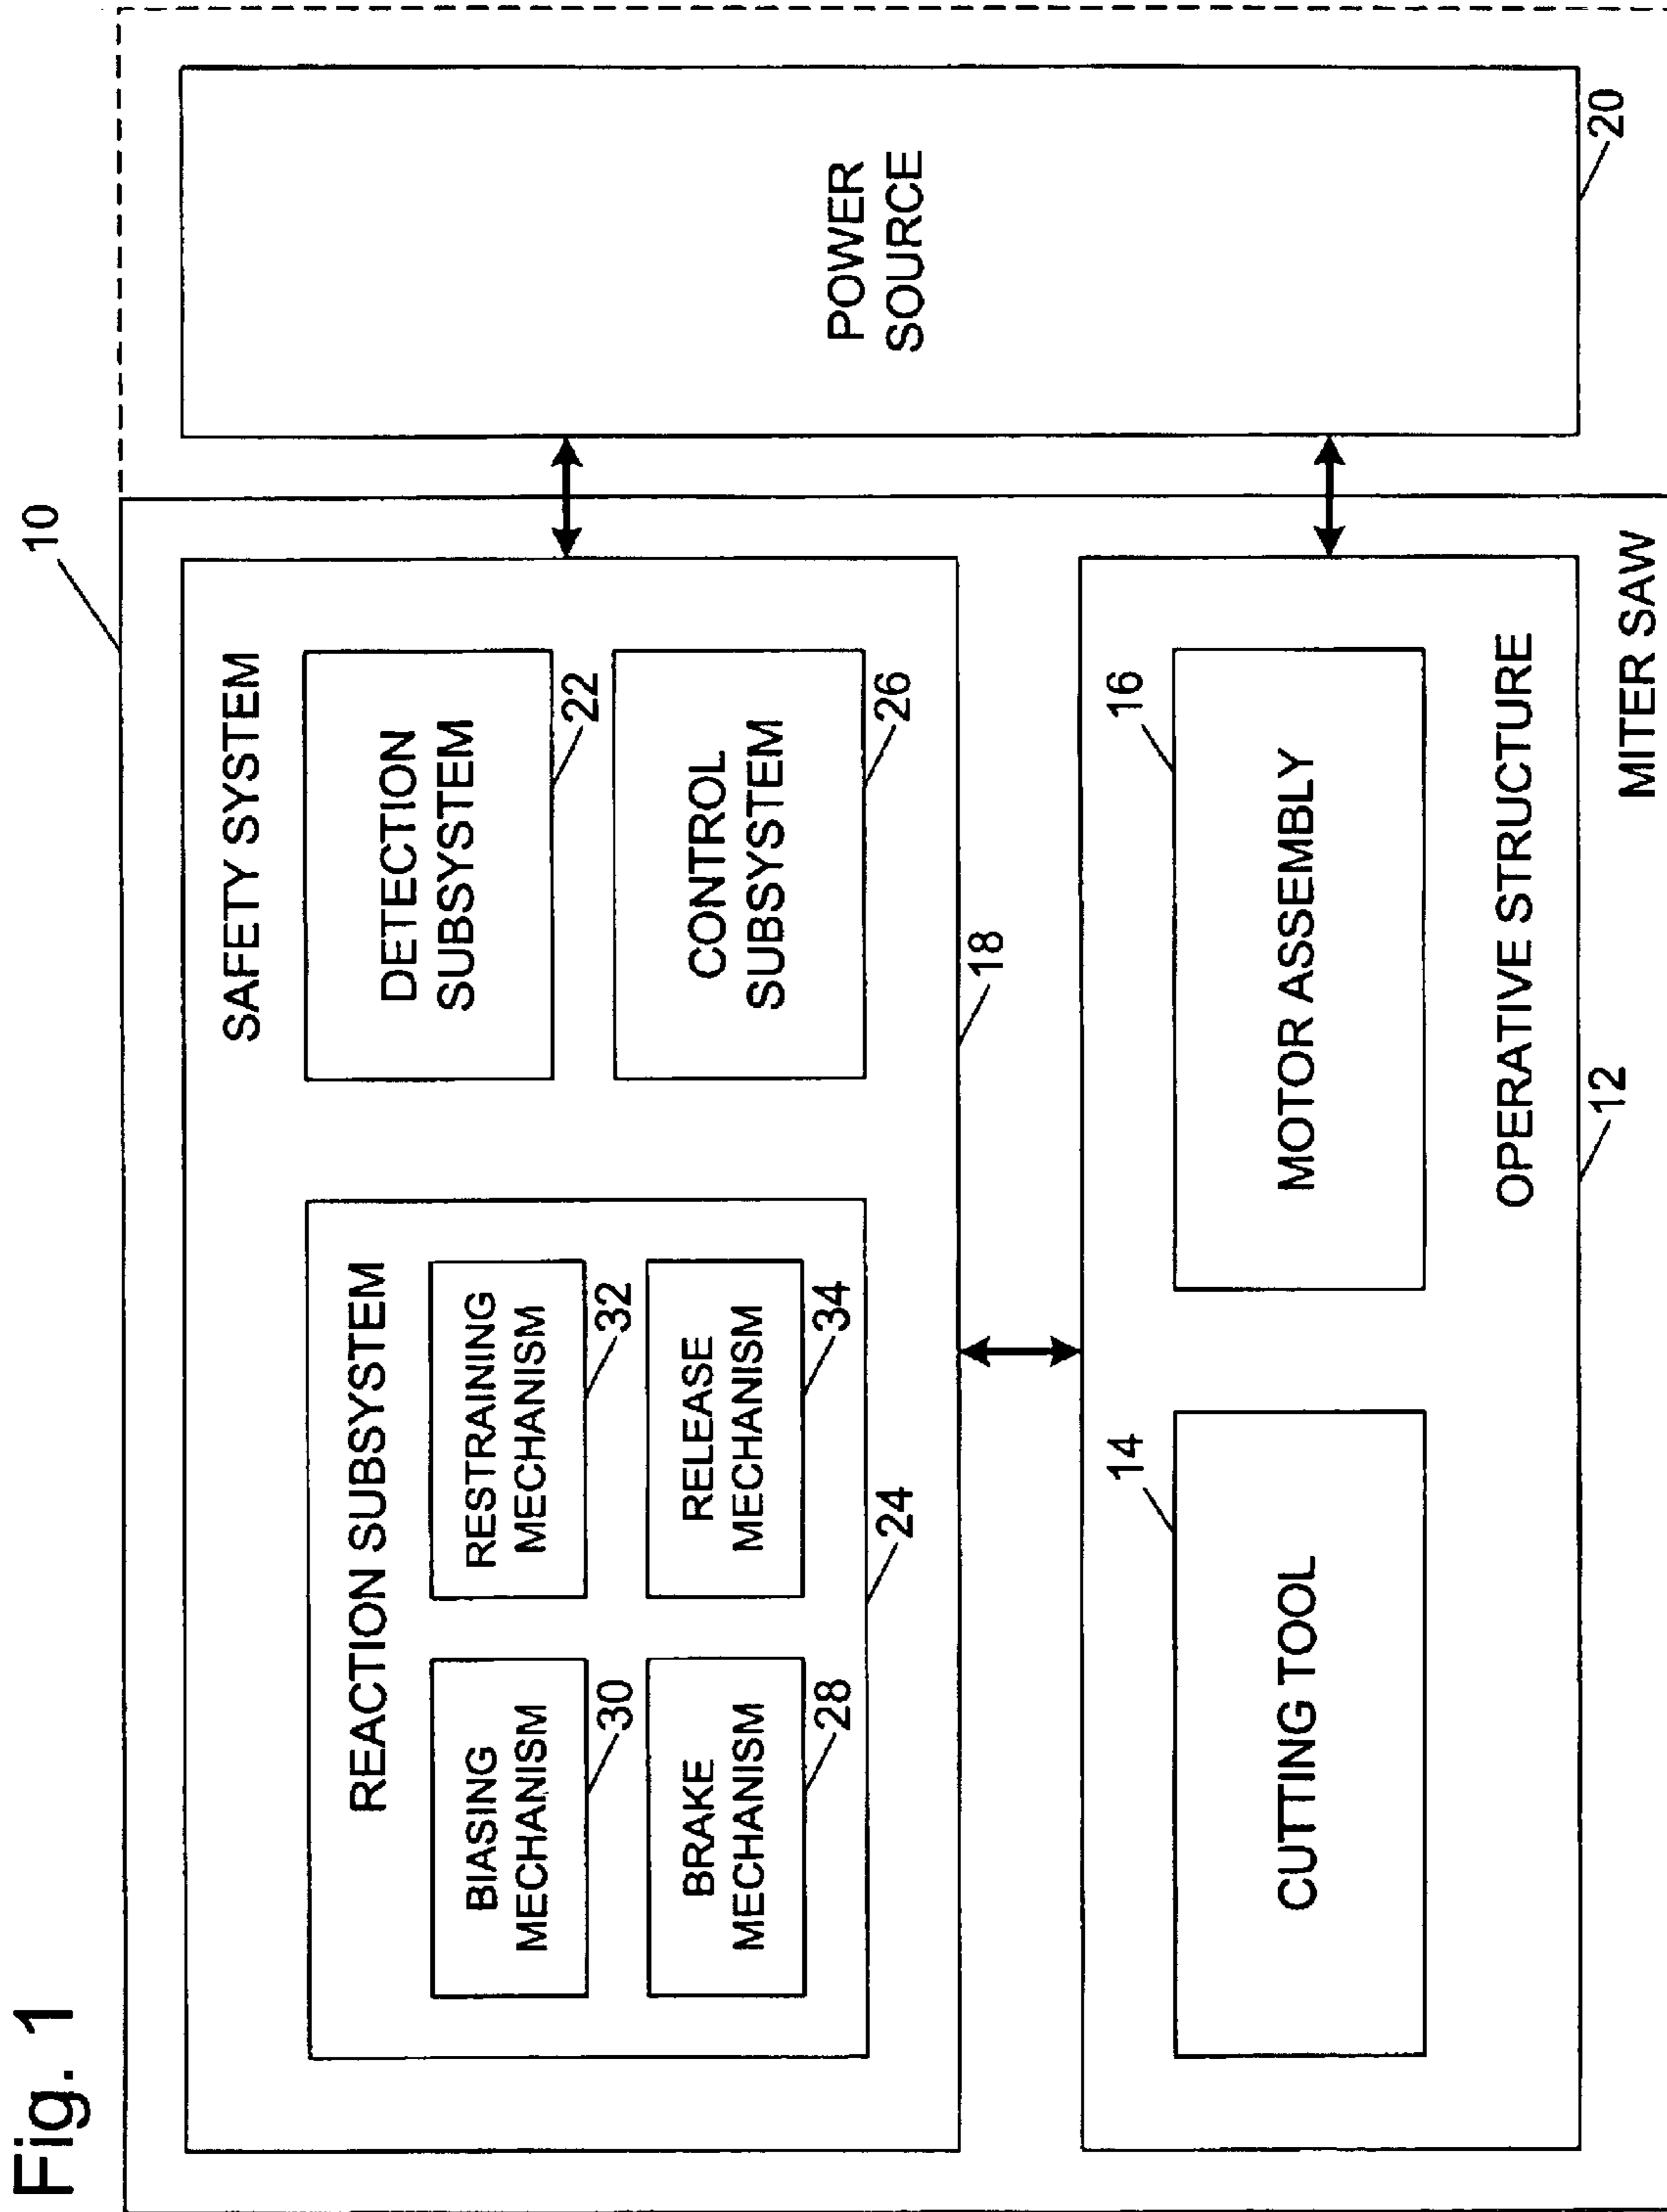 Fig. 1
10
SAFETY SYSTEM
REACTION SUBSYSTEM
BIASING
MECHANISM
30
RESTRAINING
MECHANISM
32
BRAKE
MECHANISM
28
RELEASE
MECHANISM
34
24
DETECTION
SUBSYSTEM
22
CONTROL
SUBSYSTEM
26
18
14
CUTTING TOOL
16
MOTOR ASSEMBLY
OPERATIVE STRUCTURE
12
MITER SAW
POWER
SOURCE
20